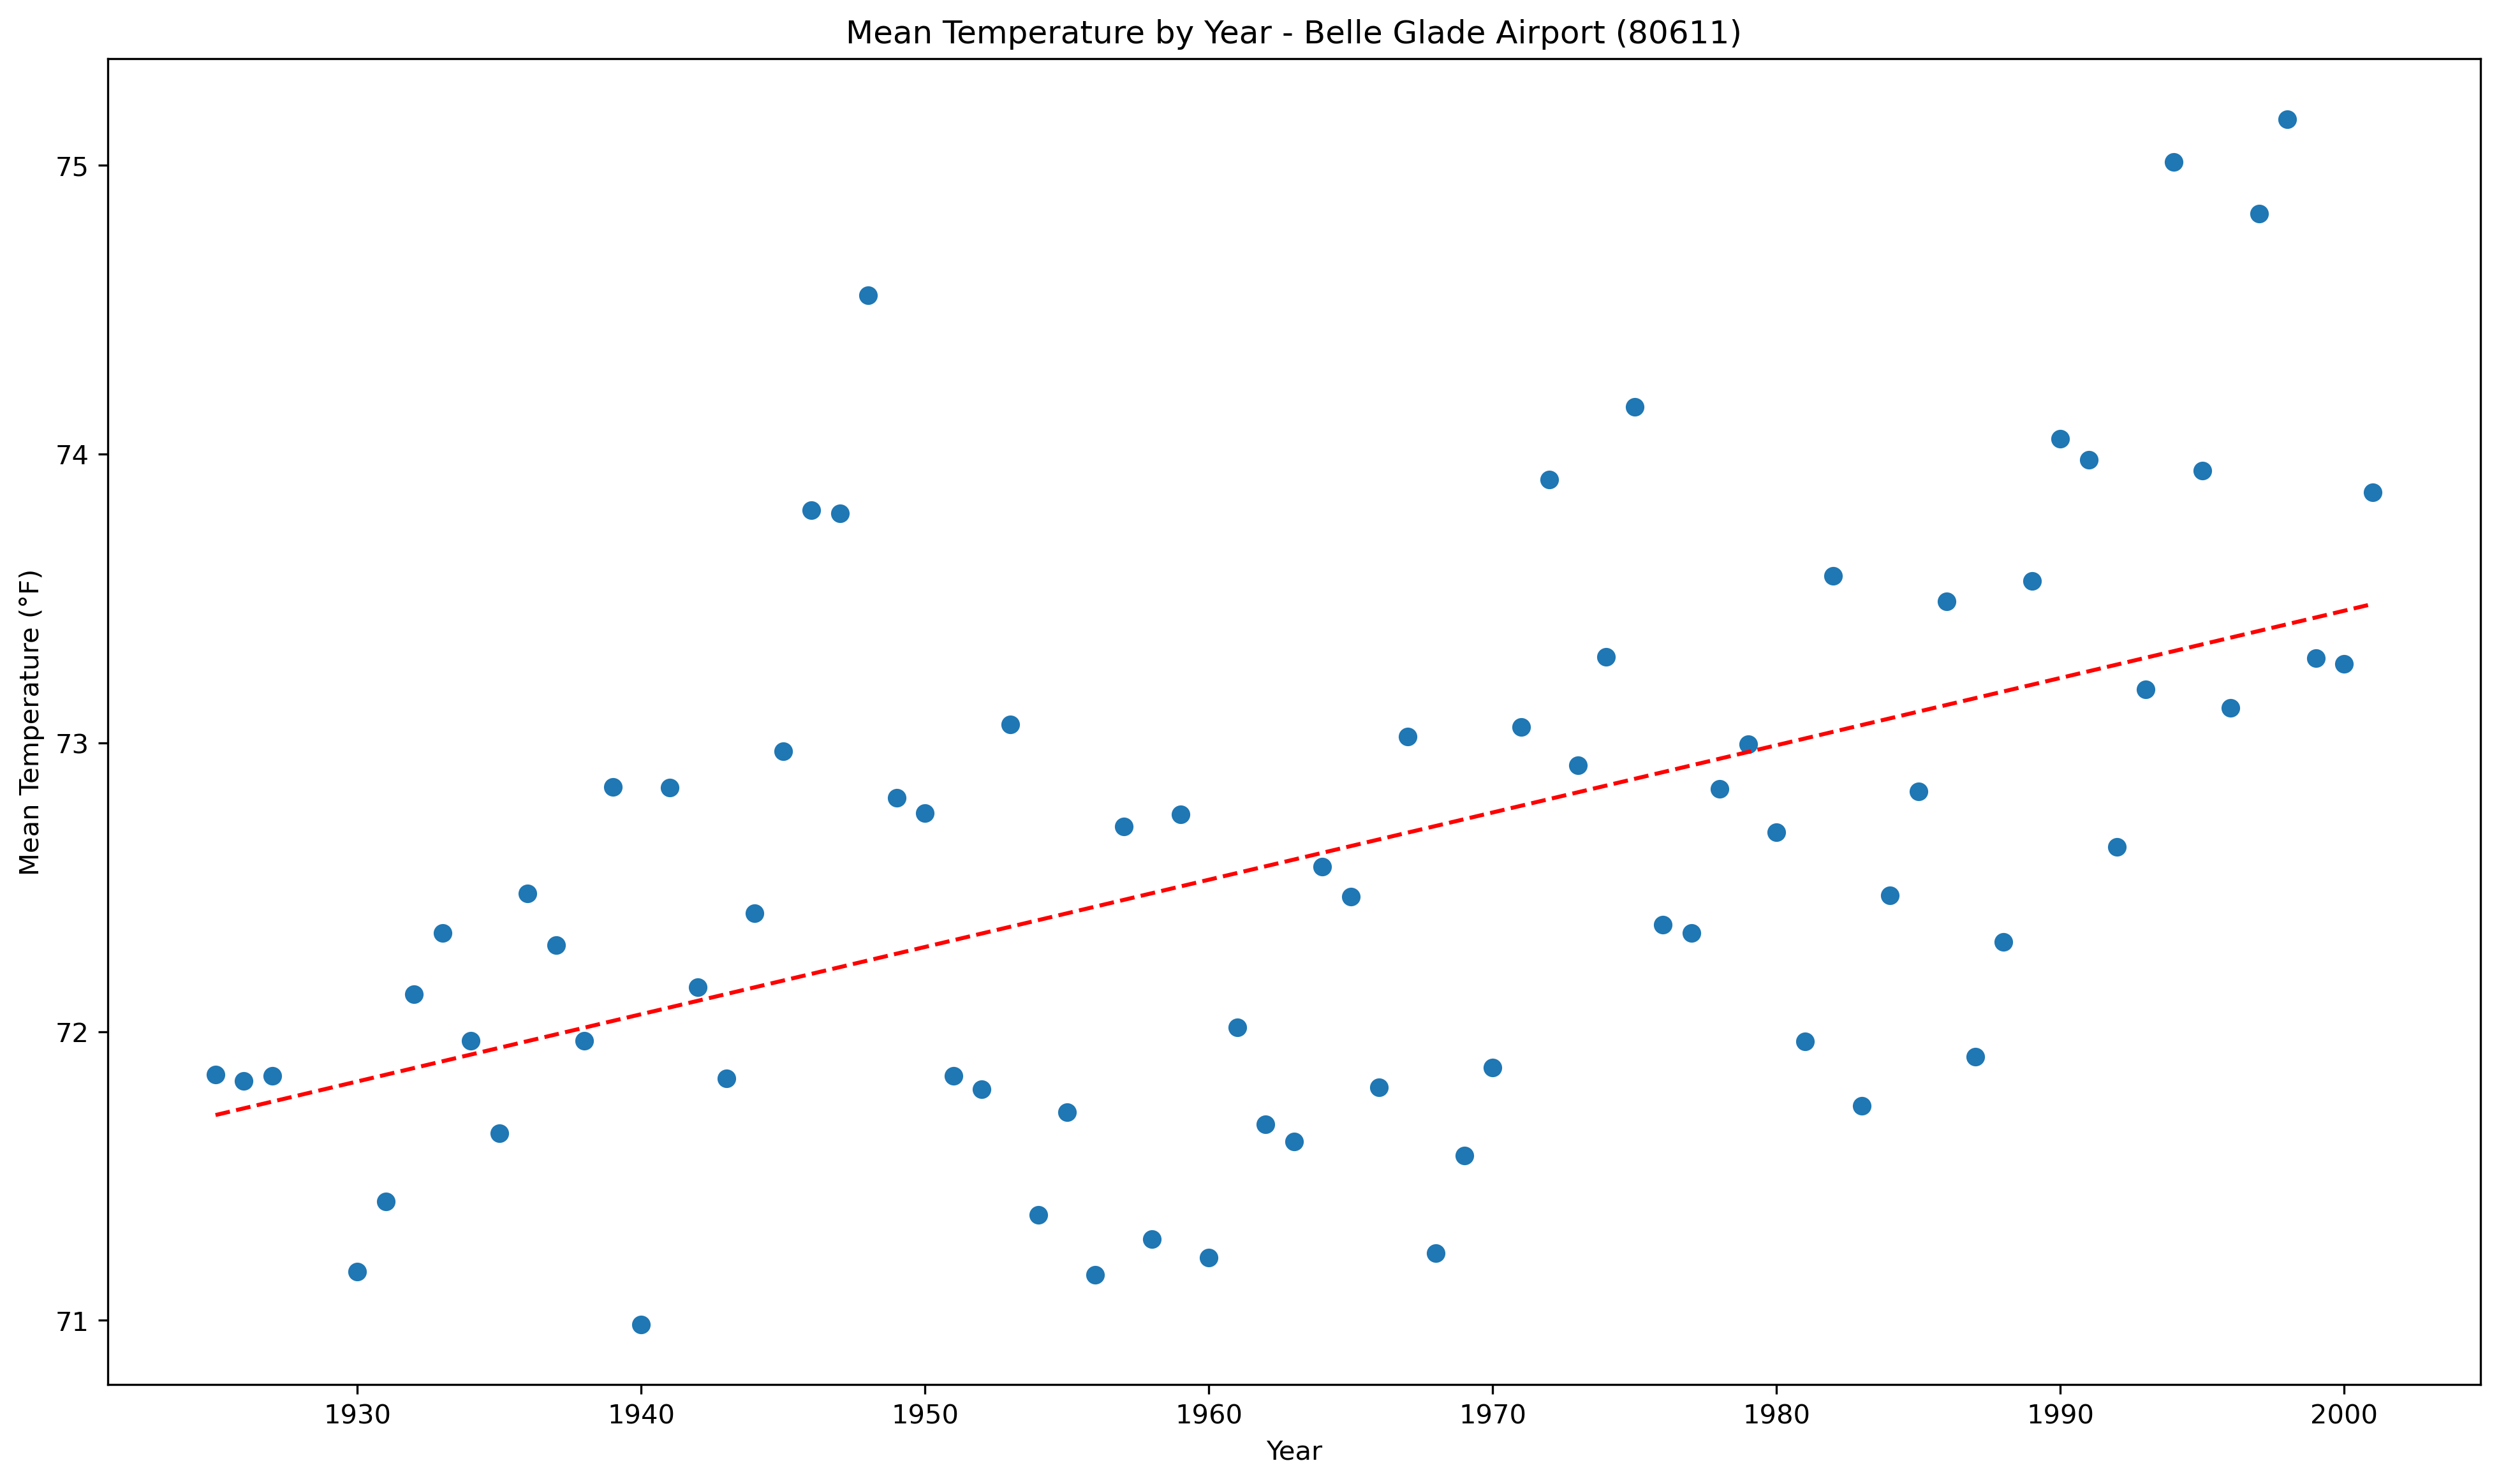 Mean Temperature by Year - Belle Glade Airport (80611)
Mean Temperature (°F)
75
74
73
72
71
1930 1940 1950 1960 1970 1980 1990 2000
Year